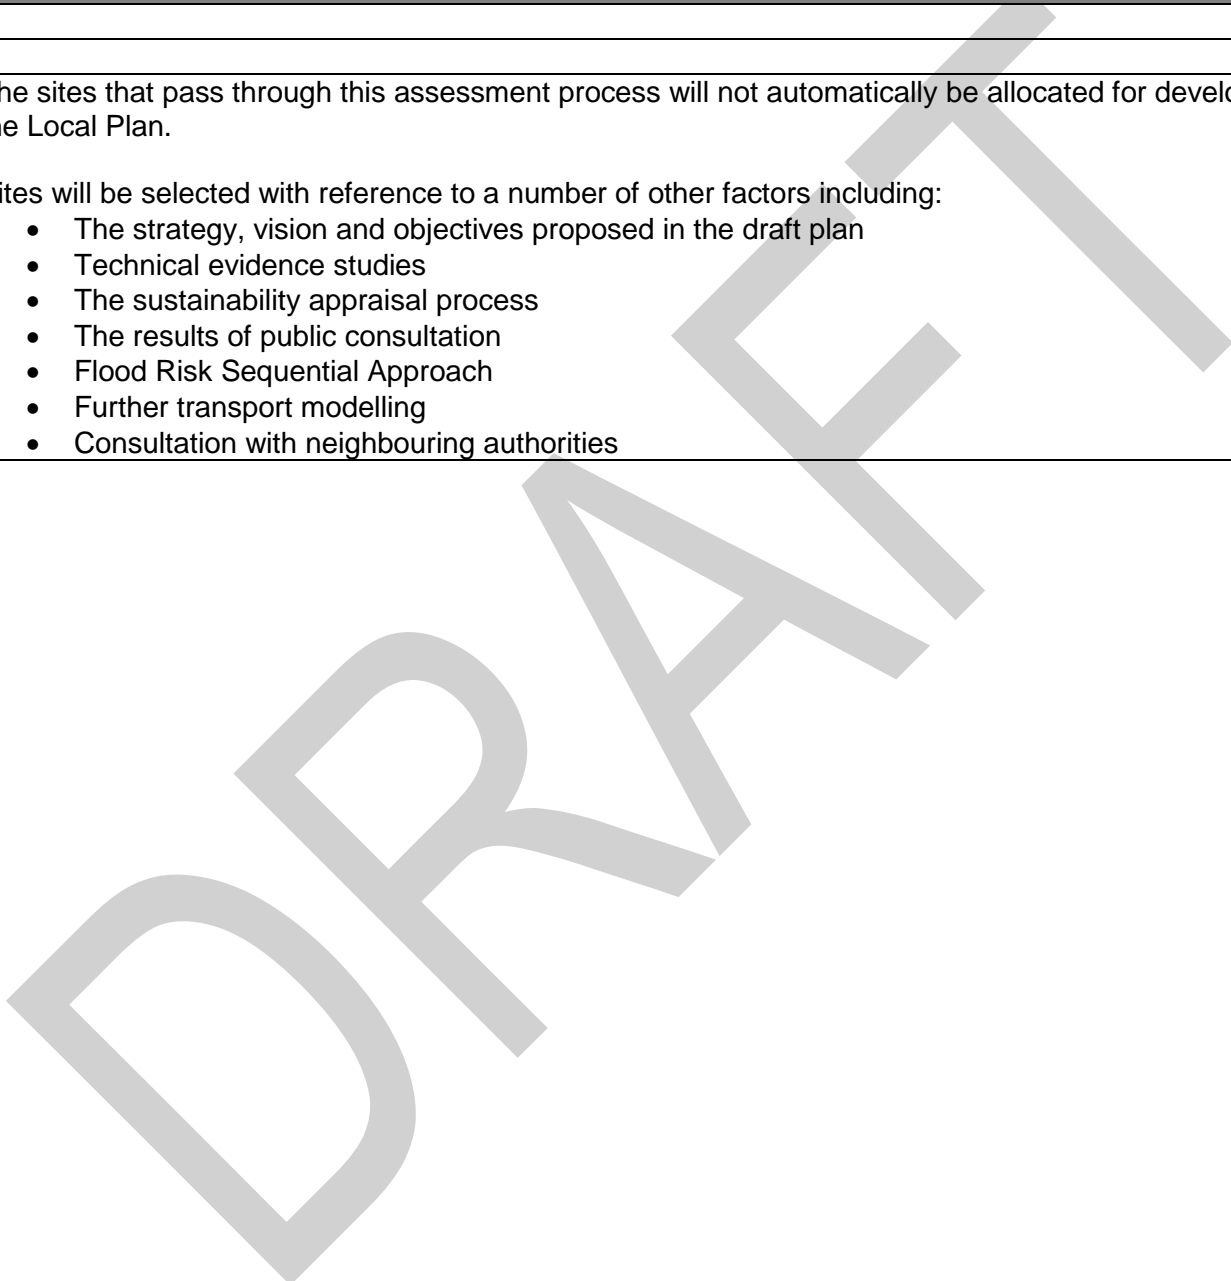 he sites that pass through this assessment process will not automatically be allocated for develo
ne Local Plan.
ites will be selected with reference to a number of other factors including:
• The strategy, vision and objectives proposed in the draft plan
• Technical evidence studies
• The sustainability appraisal process
• The results of public consultation
• Flood Risk Sequential Approach
• Further transport modelling
• Consultation with neighbouring authorities
DRAFT